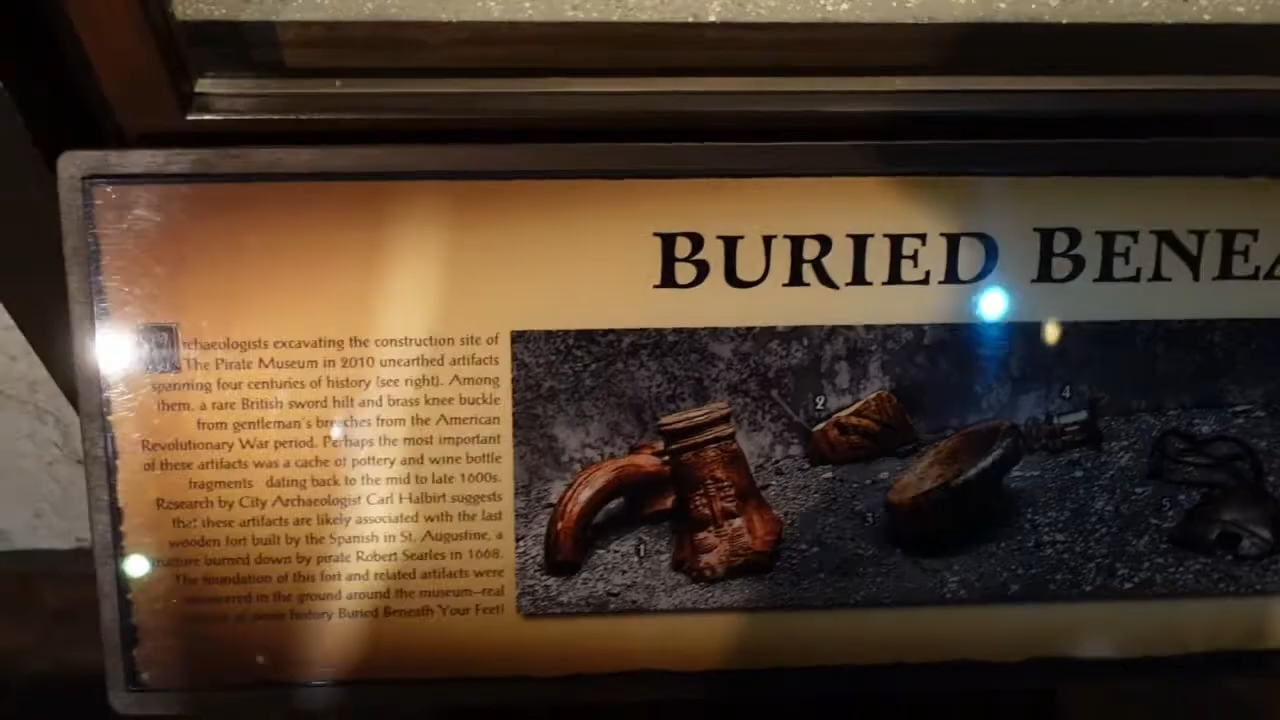 BURIED BENEA
Archaeologists excavating the construction site of
The Pirate Museum in 2010 unearthed artifacts
spanning four centuries of history (see right). Among
them, a rare British sword hilt and brass knee buckle
from gentleman's breeches from the American
Revolutionary War period. Perhaps the most important
of these artifacts was a cache of pottery and wine bottle
fragments dating back to the mid to late 1600s.
Research by City Archaeologist Carl Halbirt suggests
that these artifacts are likely associated with the last
wooden fort built by the Spanish in St. Augustine, a
structure burned down by pirate Robert Searles in 1668.
The foundation of this fort and related artifacts were
in the ground around the museum—real
history Buried Beneath Your Feet!
1
2
3
4
5